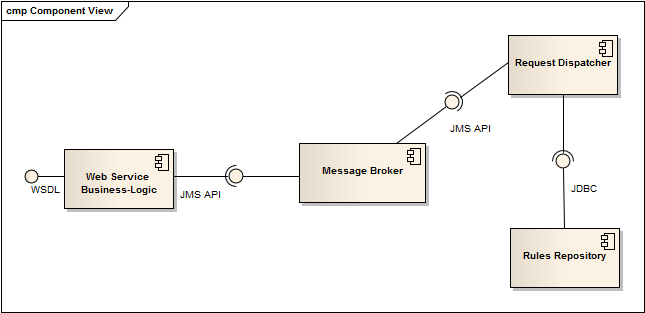 cmp Component View
Request Dispatcher
JMS API
Web Service
Business-Logic
Message Broker
WSDL
JMS API
JDBC
Rules Repository